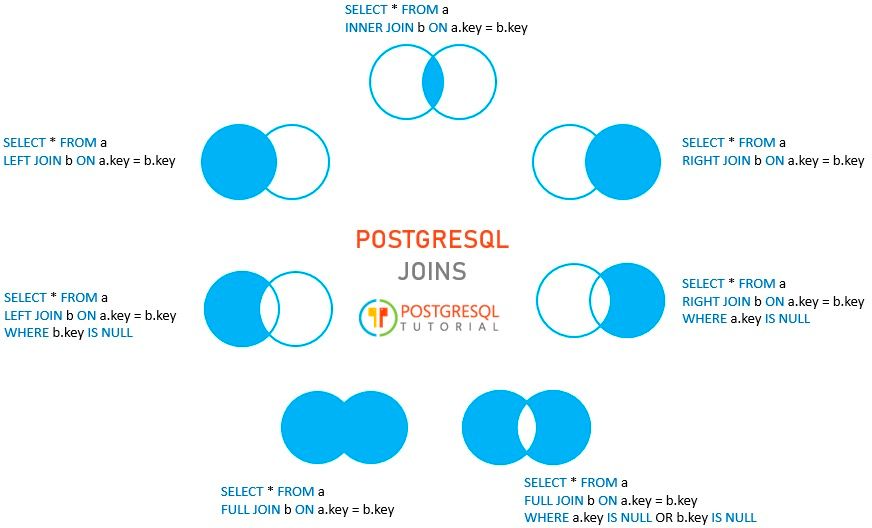 SELECT * FROM a
INNER JOIN b ON a.key = b.key
SELECT * FROM a
LEFT JOIN b ON a.key = b.key
SELECT * FROM a
RIGHT JOIN b ON a.key = b.key
POSTGRESQL
JOINS
POSTGRESQL
TUTORIAL
SELECT * FROM a
LEFT JOIN b ON a.key = b.key
WHERE b.key IS NULL
SELECT * FROM a
RIGHT JOIN b ON a.key = b.key
WHERE a.key IS NULL
SELECT * FROM a
FULL JOIN b ON a.key = b.key
SELECT * FROM a
FULL JOIN b ON a.key = b.key
WHERE a.key IS NULL OR b.key IS NULL